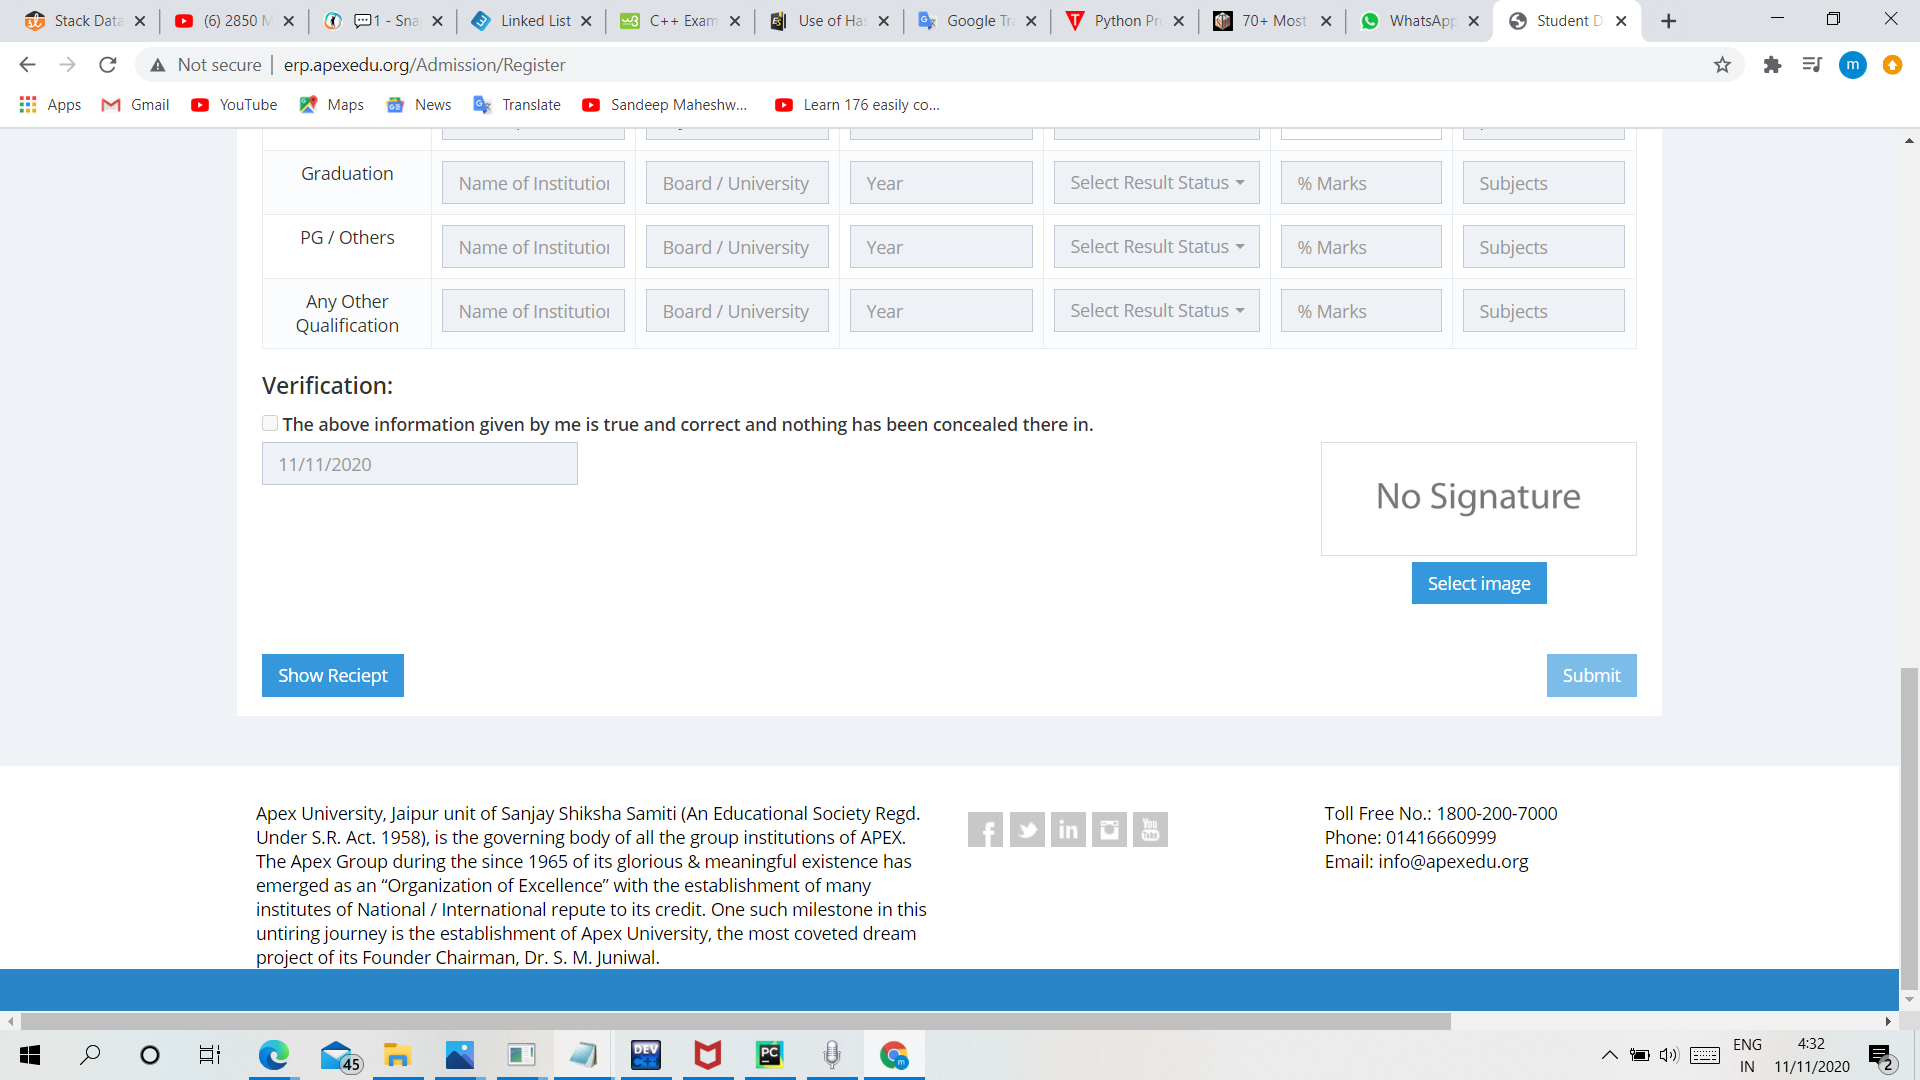 Stack Data
(6) 2850 M
1 - Sna
Linked List
C++ Exam
Use of Ha
Google Tr
Python Pr
70+ Most
WhatsApp
Student D
Not secure
erp.apexedu.org/Admission/Register
m
Apps
Gmail
YouTube
Maps
News
Translate
Sandeep Maheshw...
Learn 176 easily co...
Graduation
Name of Institution
Board / University
Year
Select Result Status
% Marks
Subjects
PG / Others
Name of Institution
Board / University
Year
Select Result Status
% Marks
Subjects
Any Other
Qualification
Name of Institution
Board / University
Year
Select Result Status
% Marks
Subjects
Verification:
The above information given by me is true and correct and nothing has been concealed there in.
11/11/2020
No Signature
Select image
Show Reciept
Submit
Apex University, Jaipur unit of Sanjay Shiksha Samiti (An Educational Society Regd.
Under S.R. Act. 1958), is the governing body of all the group institutions of APEX.
The Apex Group during the since 1965 of its glorious & meaningful existence has
emerged as an “Organization of Excellence” with the establishment of many
institutes of National / International repute to its credit. One such milestone in this
untiring journey is the establishment of Apex University, the most coveted dream
project of its Founder Chairman, Dr. S. M. Juniwal.
You
Tube
Toll Free No.: 1800-200-7000
Phone: 01416660999
Email: info@apexedu.org
45
DEV
PC
ENG
IN
4:32
11/11/2020
2